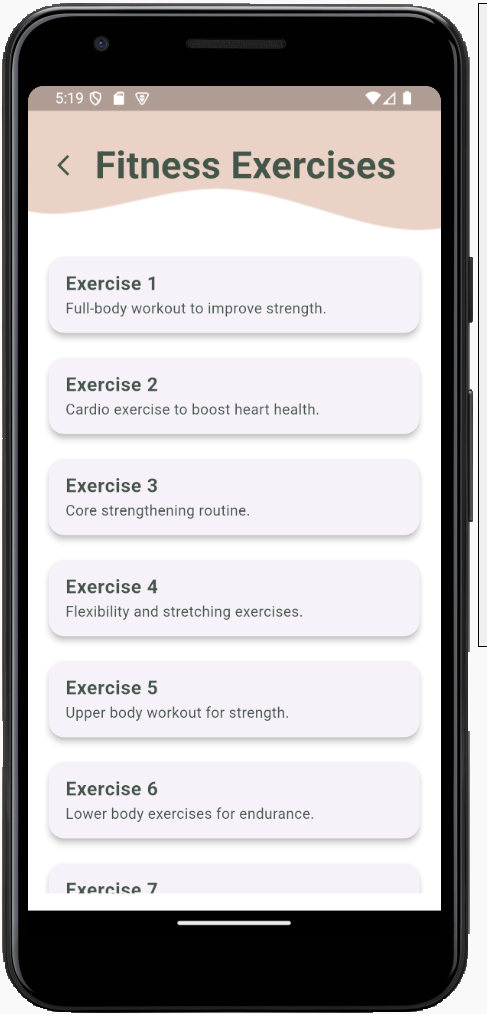 5:19
Fitness Exercises
Exercise 1
Full-body workout to improve strength.
Exercise 2
Cardio exercise to boost heart health.
Exercise 3
Core strengthening routine.
Exercise 4
Flexibility and stretching exercises.
Exercise 5
Upper body workout for strength.
Exercise 6
Lower body exercises for endurance.
Exercise 7